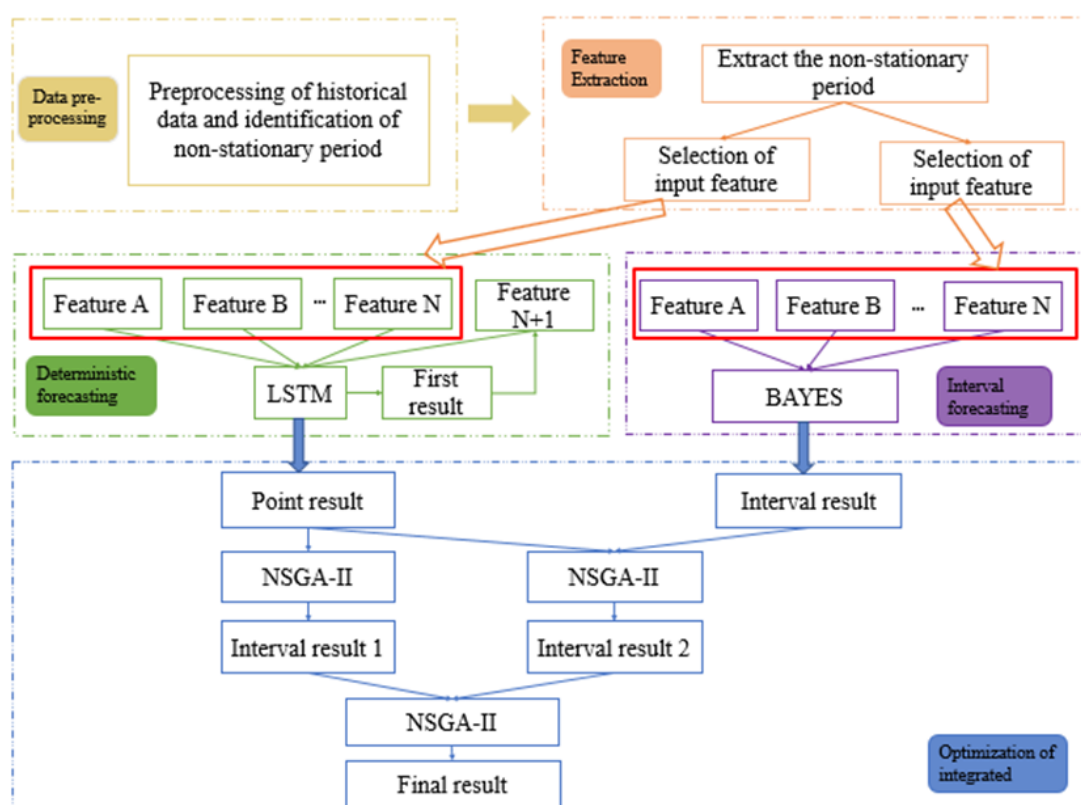 Data pre-
processing
Preprocessing of historical
data and identification of
non-stationary period
Feature
Extraction
Extract the non-stationary
period
Selection of
input feature
Selection of
input feature
Feature A
Feature B
...
Feature N
Feature
N+1
Deterministic
forecasting
LSTM
First
result
Feature A
Feature B
...
Feature N
BAYES
Interval
forecasting
Point result
Interval result
NSGA-II
NSGA-II
Interval result 1
Interval result 2
NSGA-II
Final result
Optimization of
integrated